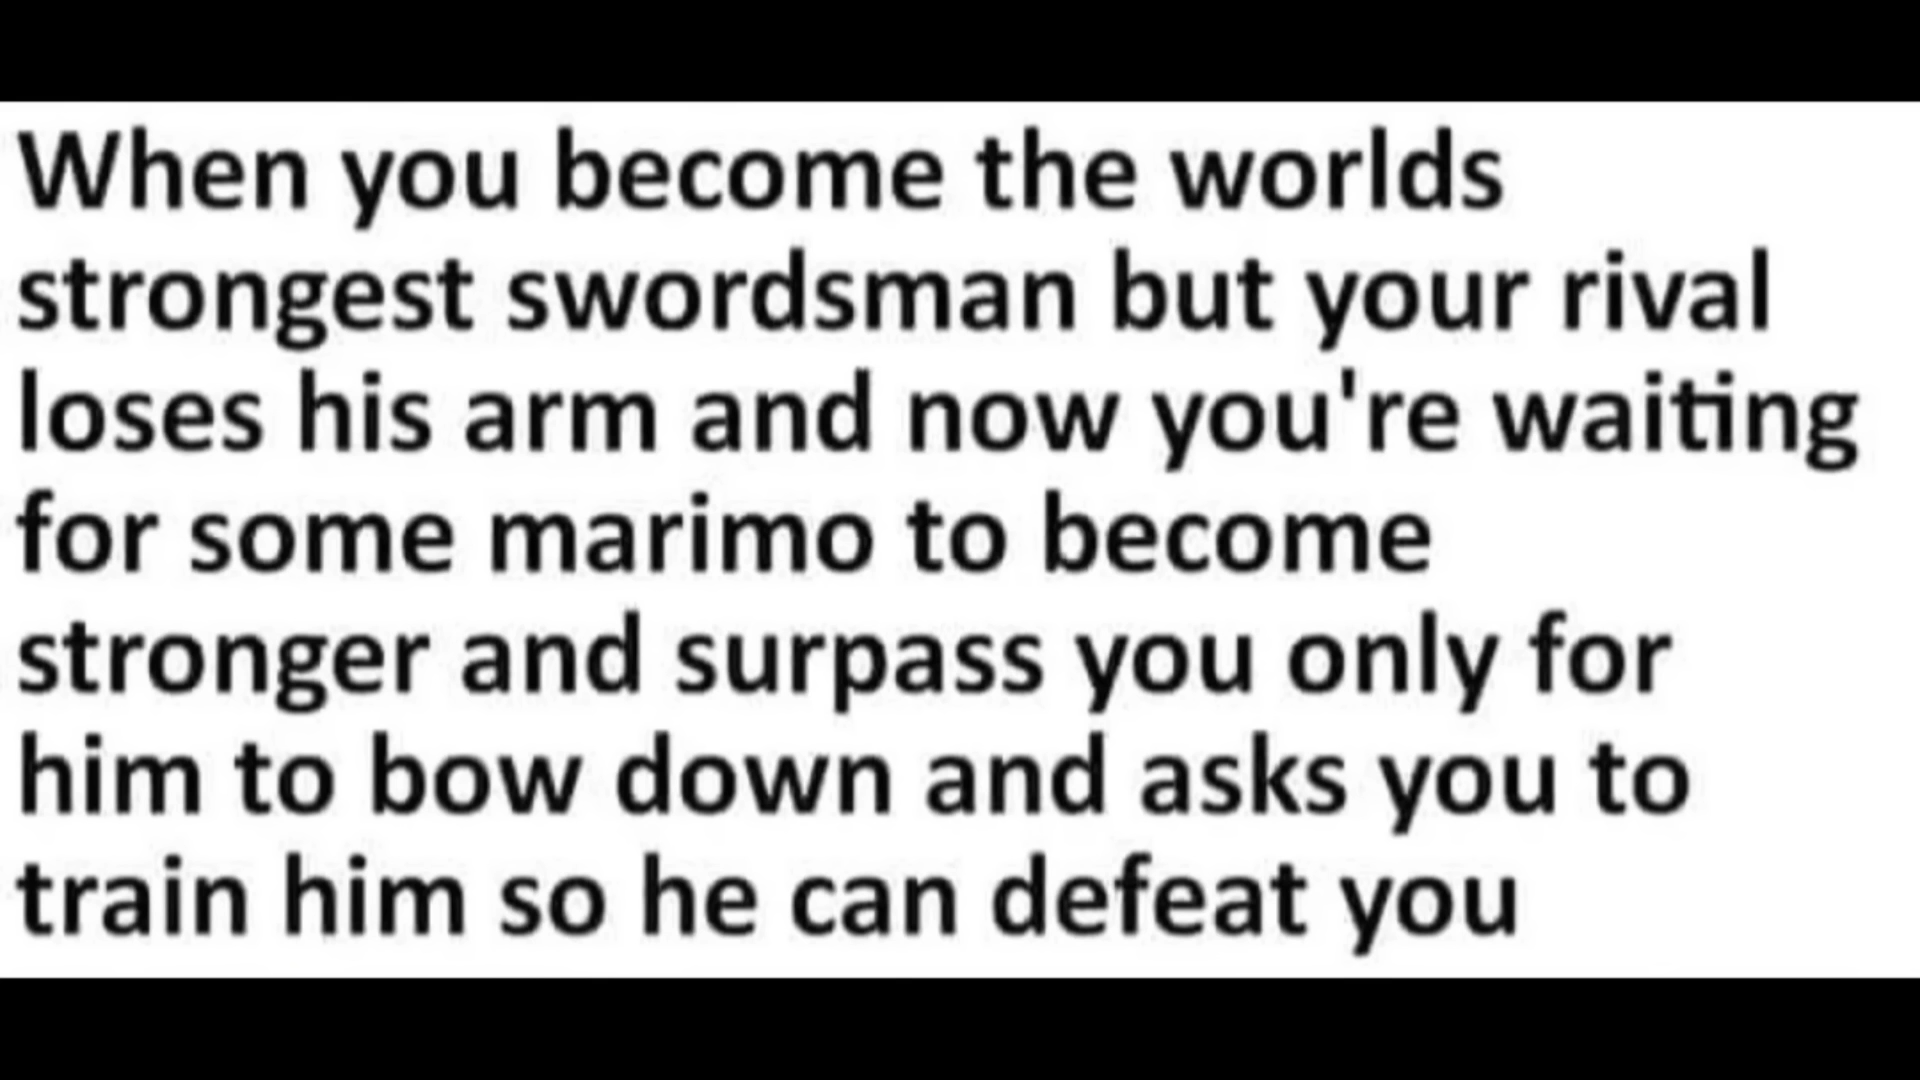 When you become the worlds
strongest swordsman but your rival
loses his arm and now you're waiting
for some marimo to become
stronger and surpass you only for
him to bow down and asks you to
train him so he can defeat you